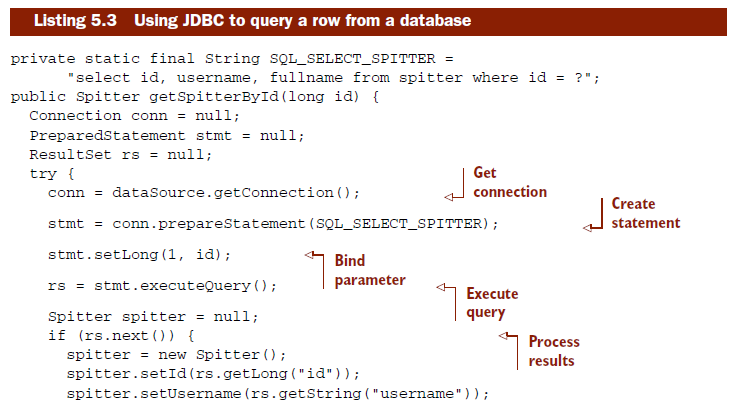 Listing 5.3 Using JDBC to query a row from a database
private static final String SQL_SELECT_SPITTER =
"select id, username, fullname from spitter where id = ?";
public Spitter getSpitterById(long id) {
Connection conn = null;
PreparedStatement stmt = null;
ResultSet rs = null;
try {
conn = dataSource.getConnection();
Get
connection
stmt = conn.prepareStatement(SQL_SELECT_SPITTER);
Create
statement
stmt.setLong(1, id);
Bind
parameter
rs = stmt.executeQuery();
Execute
query
Spitter spitter = null;
if (rs.next()) {
Process
results
spitter = new Spitter();
spitter.setId(rs.getLong("id"));
spitter.setUsername(rs.getString("username"));